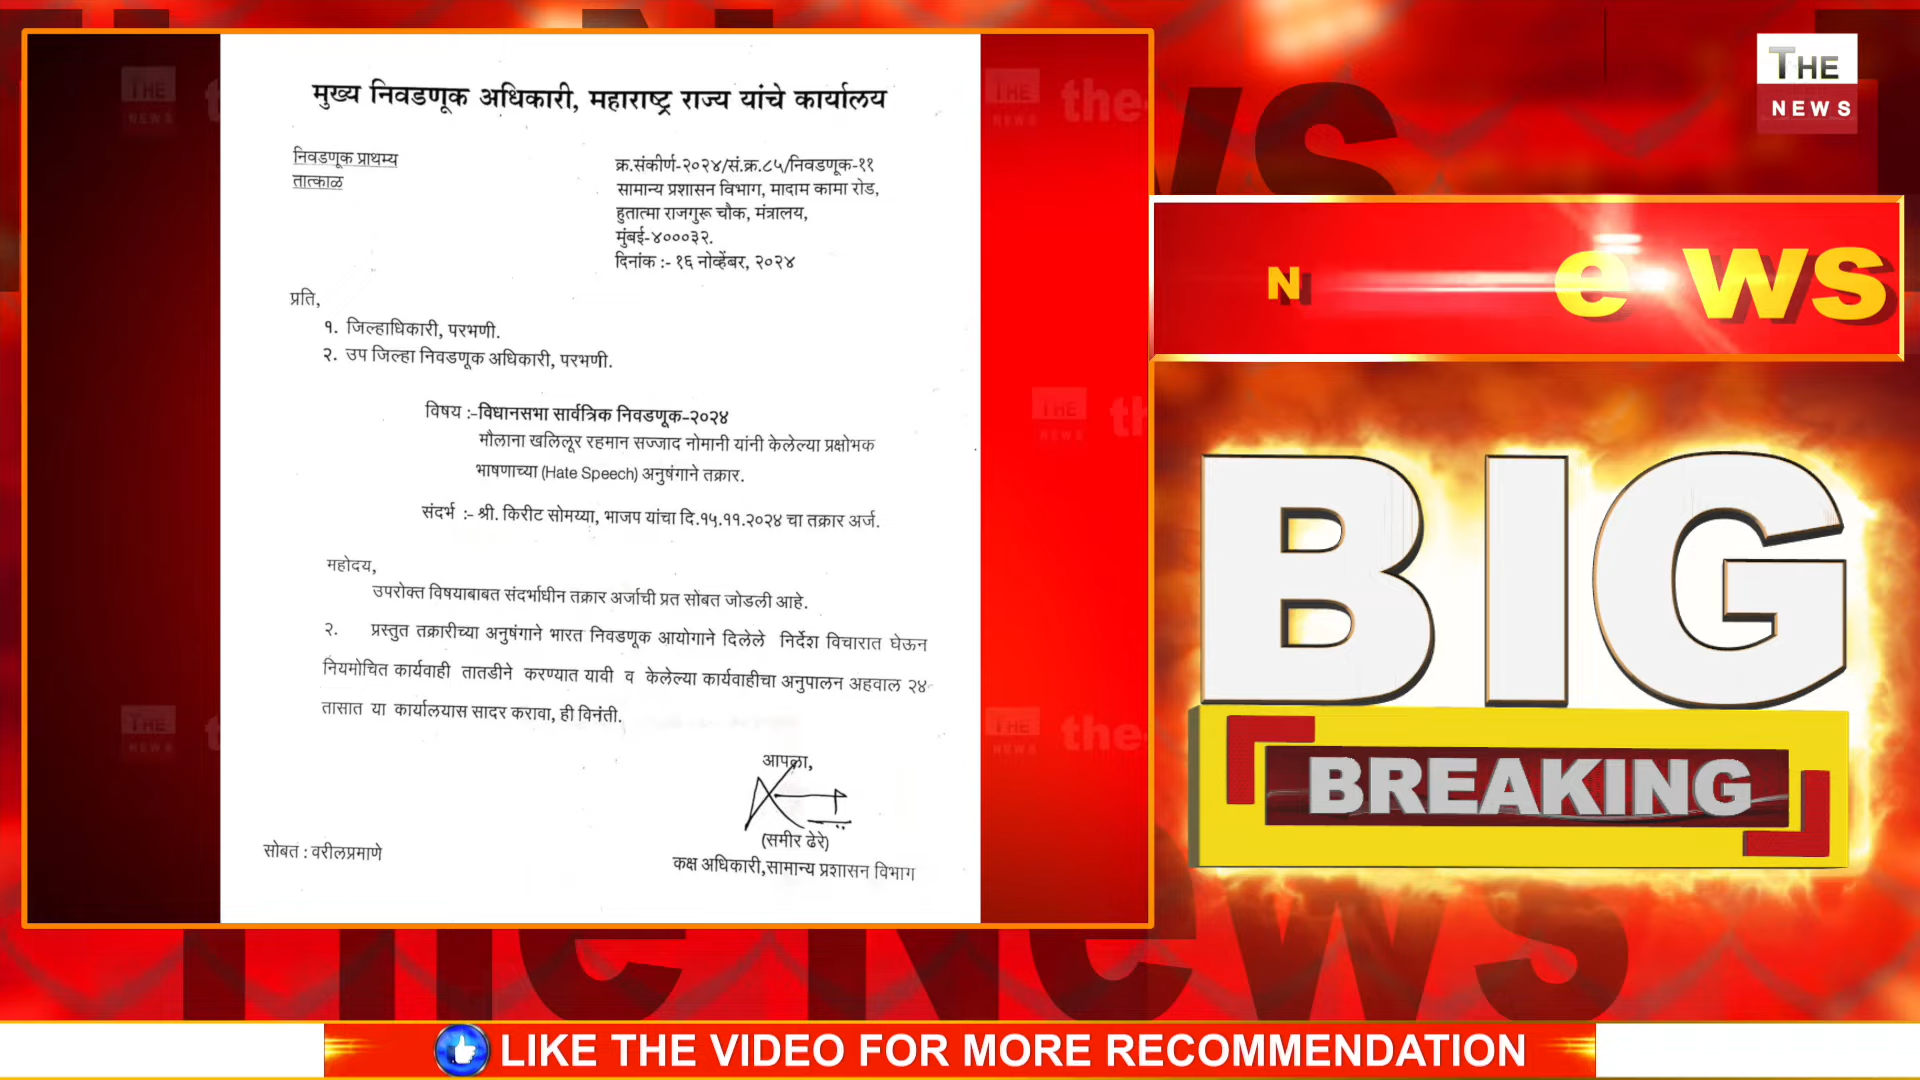 मुख्य निवडणूक अधिकारी, महाराष्ट्र राज्य यांचे कार्यालय
निवडणूक प्राथम्य
तात्काळ
क्र.संकीर्ण-२०२४/सं.क्र.८५/निवडणूक-११
सामान्य प्रशासन विभाग, मादाम कामा रोड,
हुतात्मा राजगुरू चौक, मंत्रालय,
मुंबई-४०००३२.
दिनांक :- १६ नोव्हेंबर, २०२४
प्रति,
१. जिल्हाधिकारी, परभणी.
२. उप जिल्हा निवडणूक अधिकारी, परभणी.
विषय :-विधानसभा सार्वत्रिक निवडणूक-२०२४
मौलाना खलिलूर रहमान सज्जाद नोमानी यांनी केलेल्या प्रक्षोभक
भाषणाच्या (Hate Speech) अनुषंगाने तक्रार.
संदर्भ :- श्री. किरीट सोमय्या, भाजप यांचा दि.१५.११.२०२४ चा तक्रार अर्ज.
महोदय,
उपरोक्त विषयाबाबत संदर्भाधीन तक्रार अर्जाची प्रत सोबत जोडली आहे.
२. प्रस्तुत तक्रारीच्या अनुषंगाने भारत निवडणूक आयोगाने दिलेले निर्देश विचारात घेऊन
नियमोचित कार्यवाही तातडीने करण्यात यावी व केलेल्या कार्यवाहीचा अनुपालन अहवाल २४
तासात या कार्यालयास सादर करावा, ही विनंती.
आपला,
(समीर ढेरे)
कक्ष अधिकारी,सामान्य प्रशासन विभाग
सोबत : वरीलप्रमाणे
THE
NEWS
N e ws
BIG
BREAKING
The News
LIKE THE VIDEO FOR MORE RECOMMENDATION